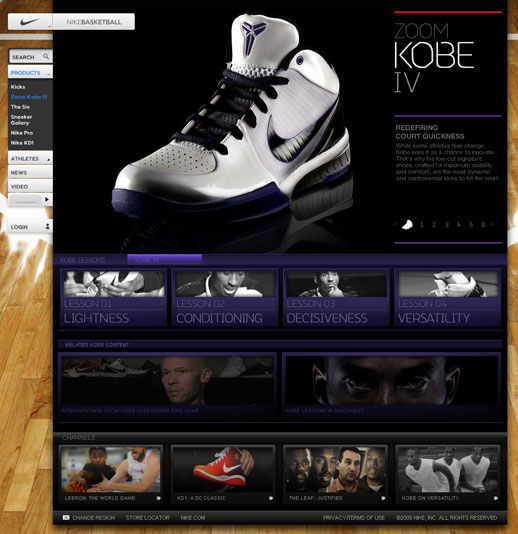 NIKEBASKETBALL
SEARCH
PRODUCTS
Kicks
Zoom Kobe IV
The Six
Sneaker
Gallery
Nike Pro
Nike KD1
ATHLETES
NEWS
VIDEO
LOGIN
ZOOM
KOBE
IV
REDEFINING
COURT QUICKNESS
While some athletes fear change,
Kobe sees it as a chance to innovate.
That's why his low-cut signature
shoes, crafted for maximum stability
and comfort, are the most dynamic
and controversial kicks to hit the court.
1 2 3 4 5 6
KOBE LESSONS
KOBE TV
LESSON 01
LIGHTNESS
LESSON 02
CONDITIONING
LESSON 03
DECISIVENESS
LESSON 04
VERSATILITY
RELATED KOBE CONTENT
INTERVIEW WITH ZOOM KOBE IV DESIGNER ERIC AVAR
KOBE LESSONS IV QUICKNESS
CHANNELS
LEBRON: THE WORLD GAME
KD1: A DC CLASSIC
THE LEAP: JUSTIFIED
KOBE ON VERSATILITY
CHANGE REGION
STORE LOCATOR
NIKE.COM
PRIVACY/TERMS OF USE
©2009 NIKE, INC. ALL RIGHTS RESERVED